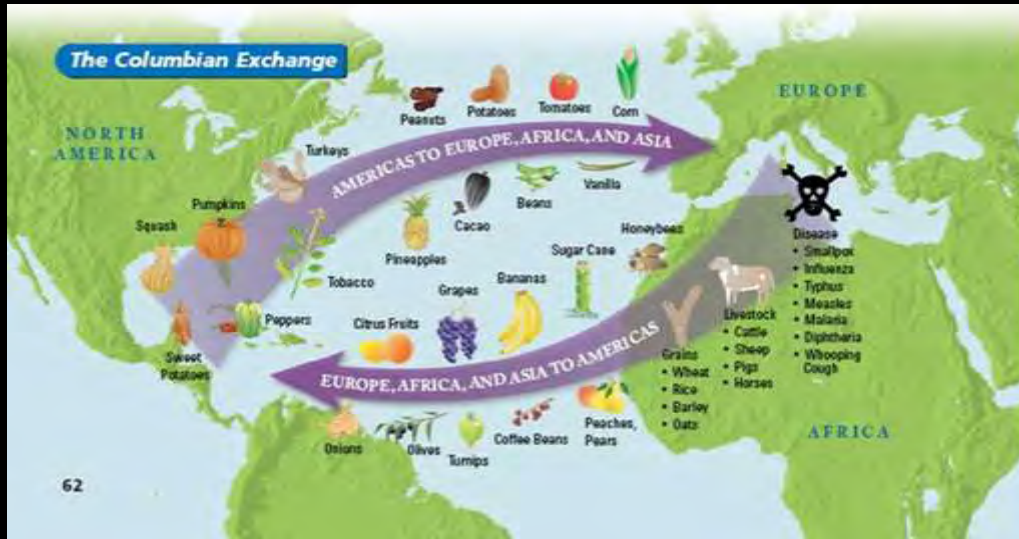 The Columbian Exchange
NORTH
AMERICA
EUROPE
AFRICA
Peanuts
Potatoes
Tomatoes
Corn
Turkeys
AMERICAS TO EUROPE, AFRICA, AND ASIA
Pumpkins
Squash
Tobacco
Pineapples
Cacao
Beans
Vanilla
Sweet
Potatoes
Peppers
Honeybees
Sugar Cane
Bananas
Grapes
Citrus Fruits
EUROPE, AFRICA, AND ASIA TO AMERICAS
Onions
Olives
Turnips
Coffee Beans
Peaches,
Pears
Grains
• Wheat
• Rice
• Barley
• Oats
Livestock
• Cattle
• Sheep
• Pigs
• Horses
Disease
• Smallpox
• Influenza
• Typhus
• Measles
• Malaria
• Diphtheria
• Whooping
Cough
62